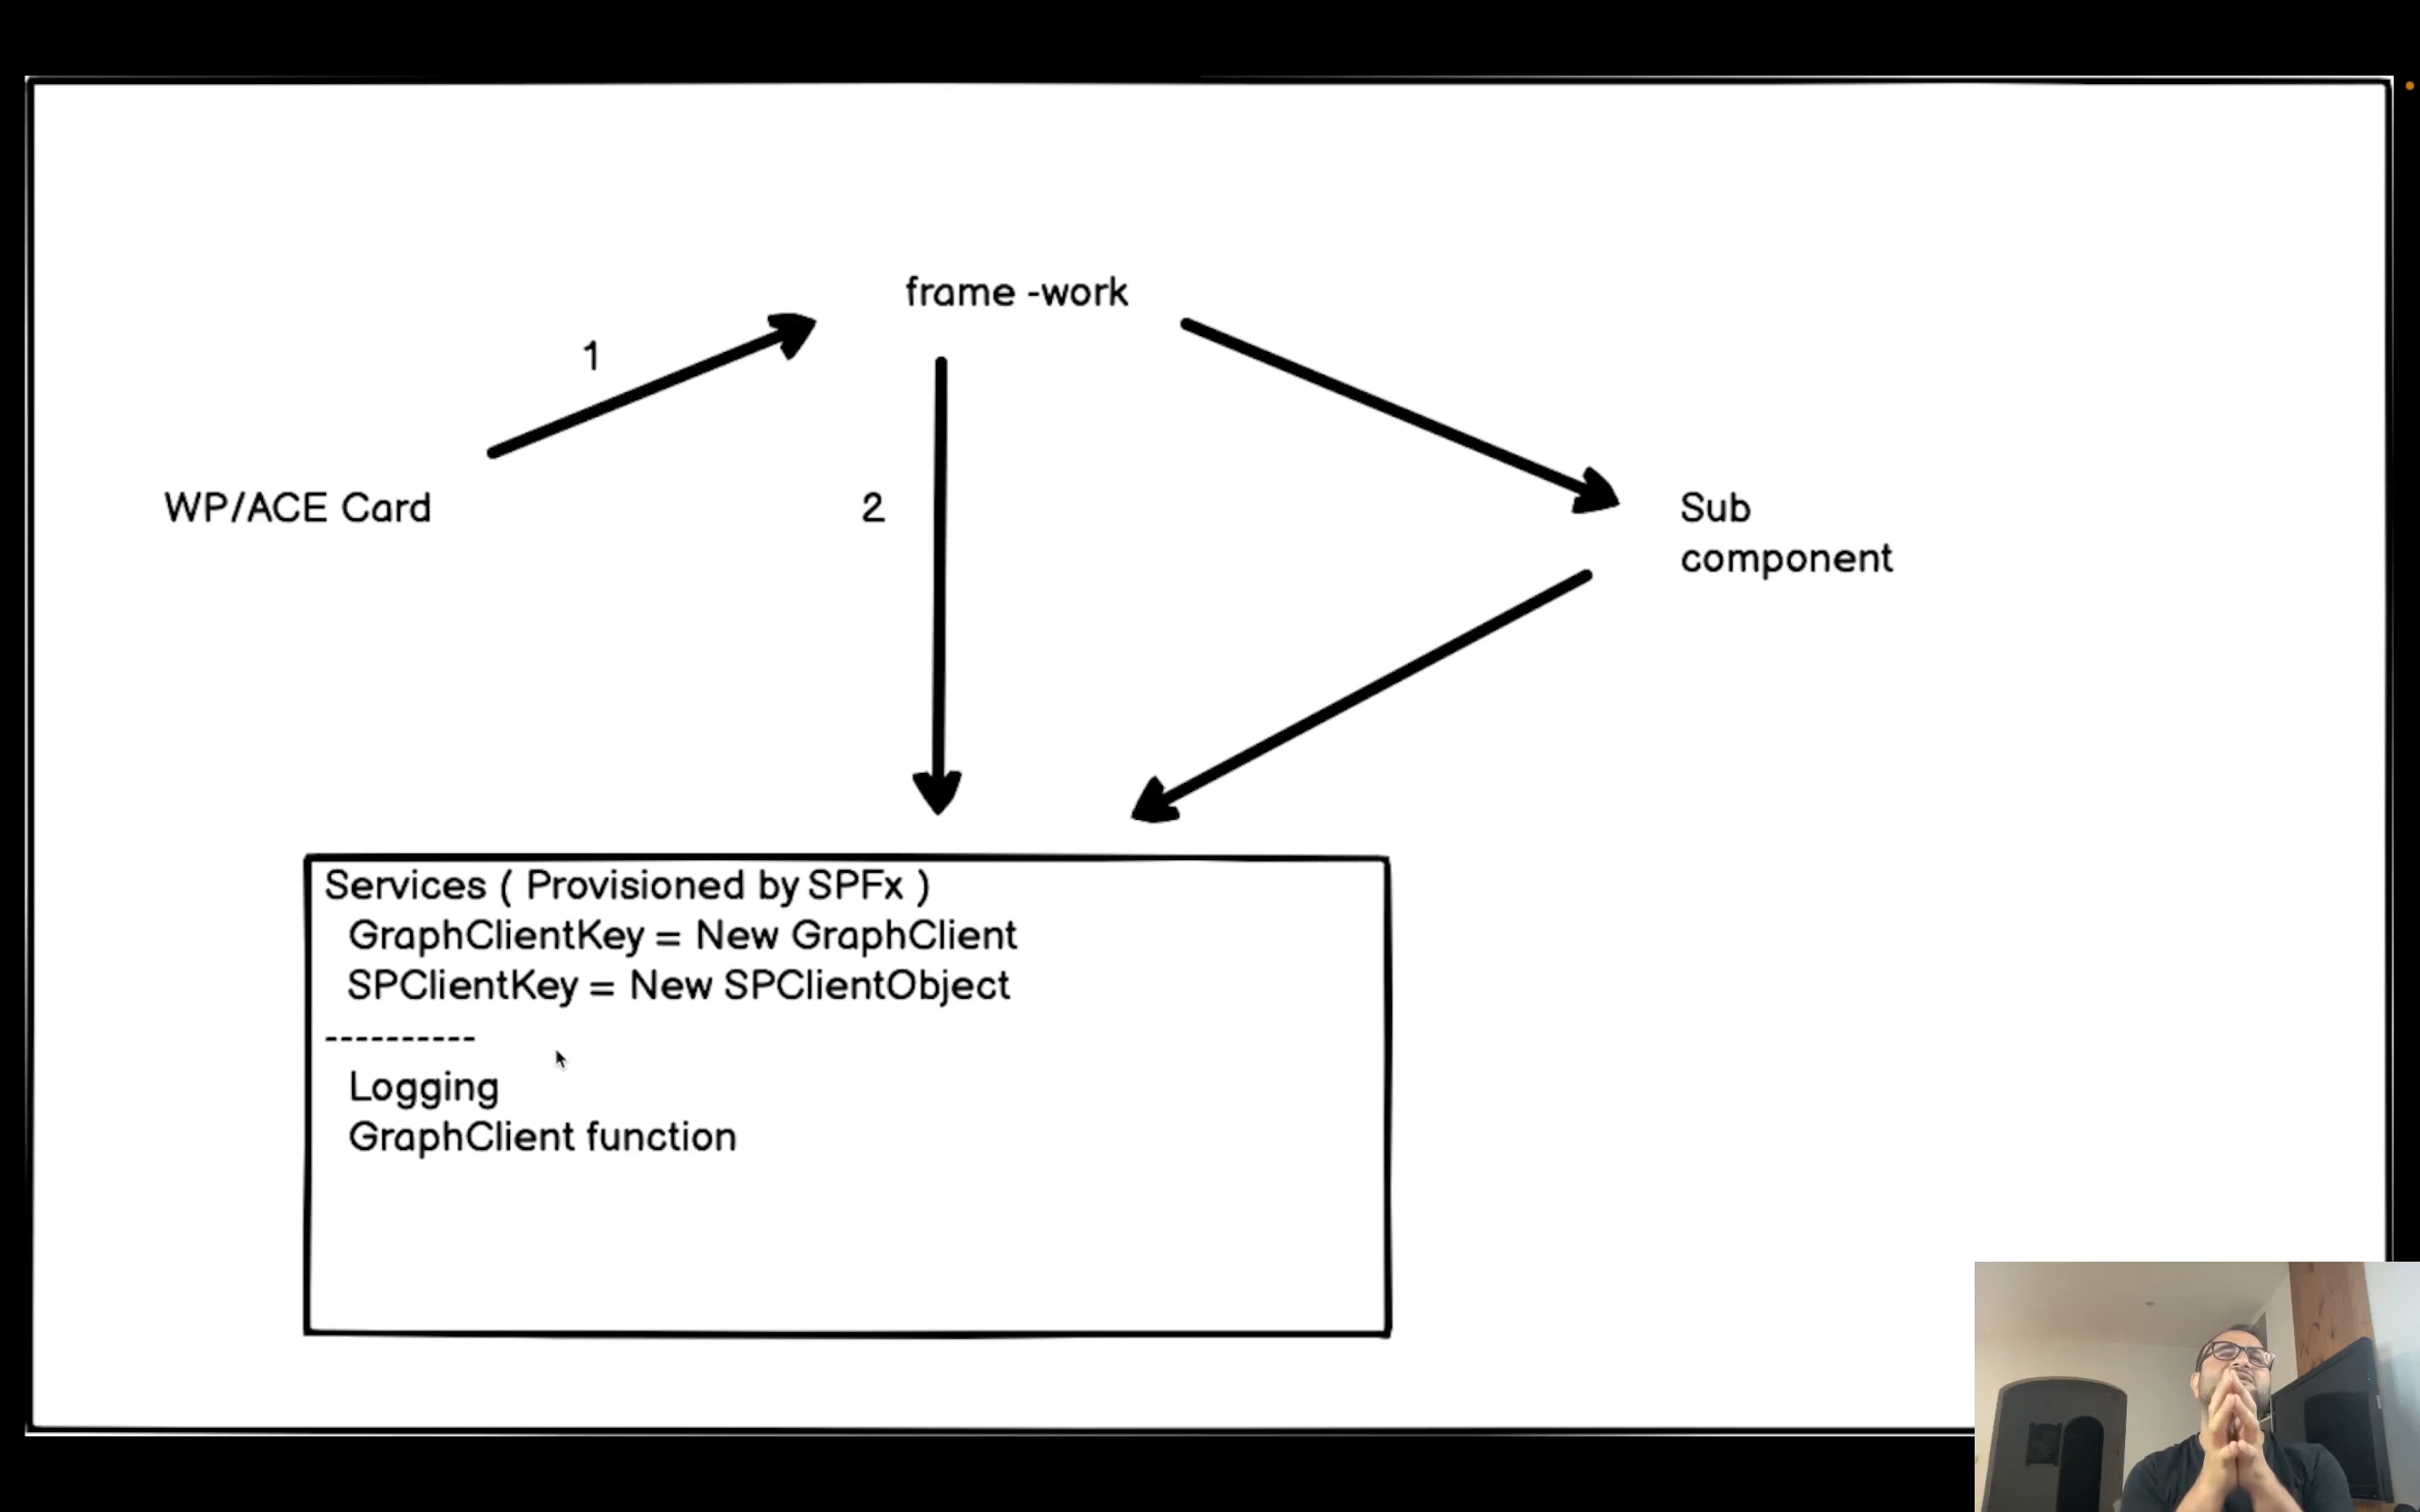 frame -work
1
WP/ACE Card
2
Sub
component
Services ( Provisioned by SPFx )
GraphClientKey = New GraphClient
SPClientKey = New SPClientObject
----------
Logging
GraphClient function